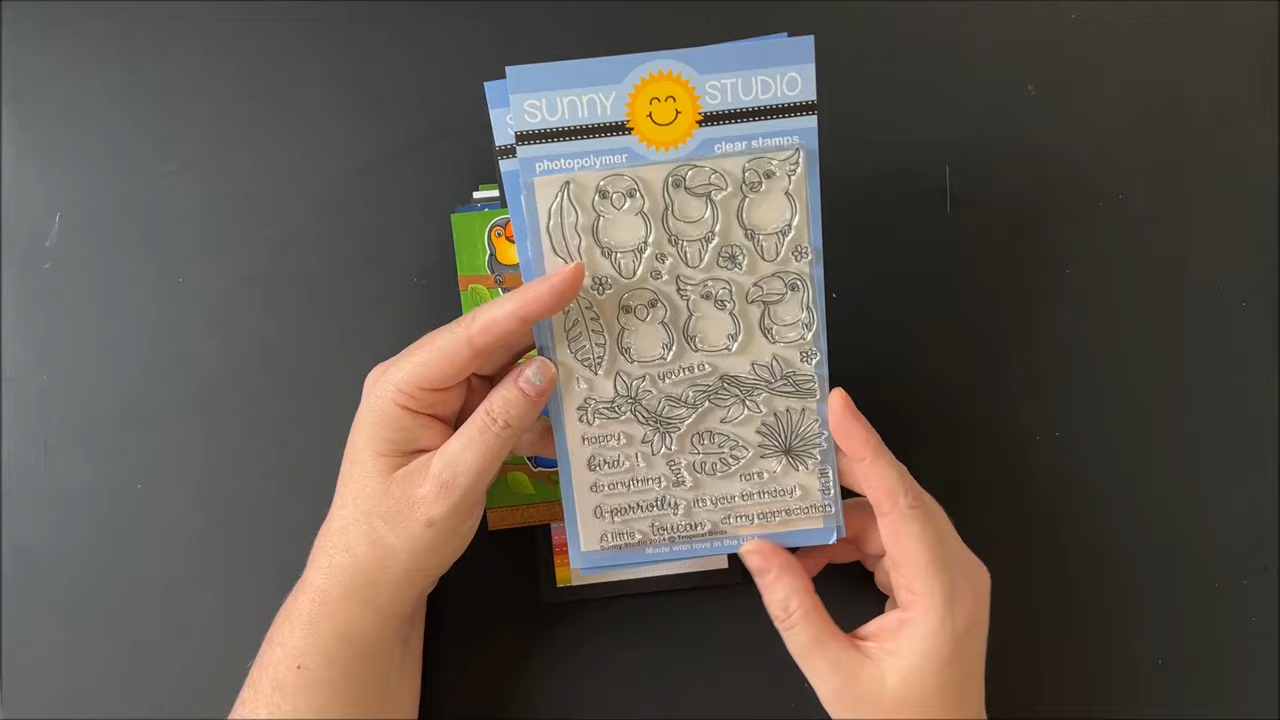 SUNNY STUDIO
photopolymer clear stamps
you're a
happy
bird !
do anything
rare
A parrotly it's your birthday!
A little toucan of my appreciation
Sunny Studio 2024 © Tropical Birds
Made with love in the USA